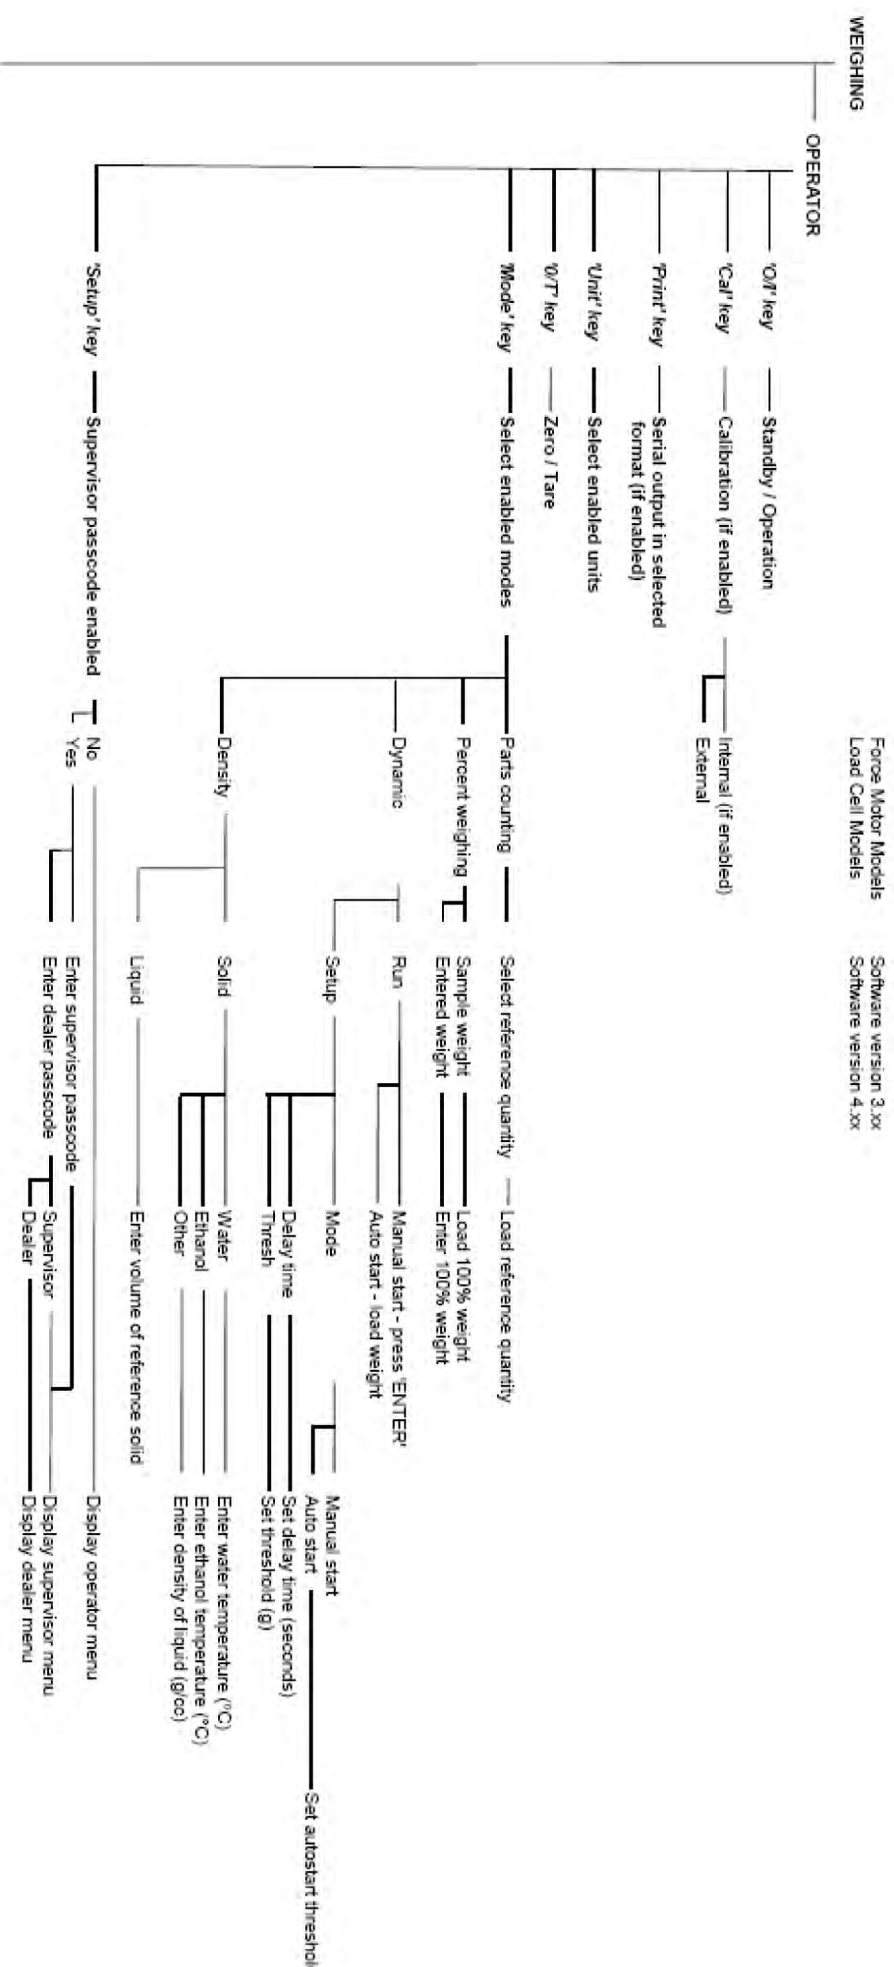 WEIGHING
Force Motor Models Software version 3.xx
Load Cell Models Software version 4.xx
OPERATOR
'O/I' key Standby / Operation
'Cal' key Calibration (if enabled) Internal (if enabled)
External
'Print' key Serial output in selected
format (if enabled)
'Unit' key Select enabled units
'0/T' key Zero / Tare
'Mode' key Select enabled modes Parts counting Select reference quantity Load reference quantity
Percent weighing Sample weight Load 100% weight
Entered weight Enter 100% weight
Dynamic Run Manual start - press 'ENTER'
Auto start - load weight
Setup Mode Manual start
Auto start Set autostart threshol
Delay time Set delay time (seconds)
Thresh Set threshold (g)
Density Solid Water Enter water temperature (°C)
Ethanol Enter ethanol temperature (°C)
Other Enter density of liquid (g/cc)
Liquid Enter volume of reference solid
'Setup' key Supervisor passcode enabled No Display operator menu
Yes Enter supervisor passcode
Enter dealer passcode Supervisor Display supervisor menu
Dealer Display dealer menu